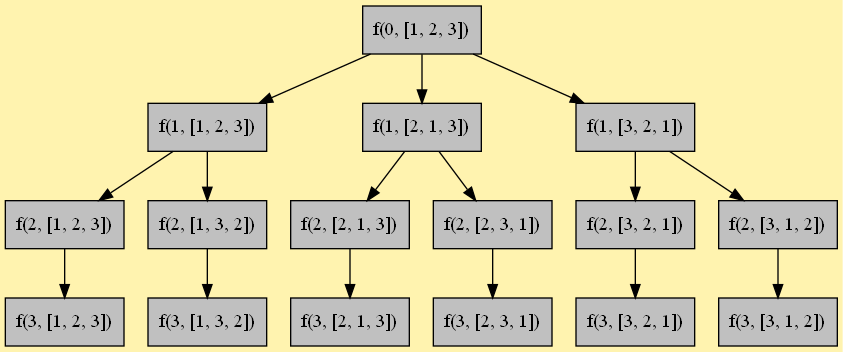 f(0, [1, 2, 3])
f(1, [1, 2, 3])
f(1, [2, 1, 3])
f(1, [3, 2, 1])
f(2, [1, 2, 3])
f(2, [1, 3, 2])
f(2, [2, 1, 3])
f(2, [2, 3, 1])
f(2, [3, 2, 1])
f(2, [3, 1, 2])
f(3, [1, 2, 3])
f(3, [1, 3, 2])
f(3, [2, 1, 3])
f(3, [2, 3, 1])
f(3, [3, 2, 1])
f(3, [3, 1, 2])